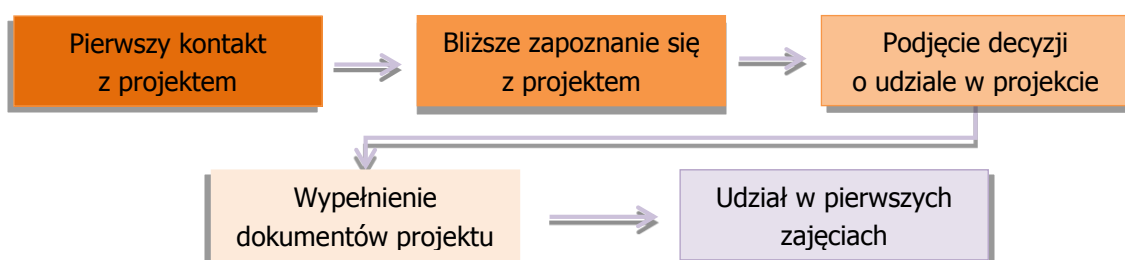 Pierwszy kontakt
z projektem
Bliższe zapoznanie się
z projektem
Podjęcie decyzji
o udziale w projekcie
Wypełnienie
dokumentów projektu
Udział w pierwszych
zajęciach